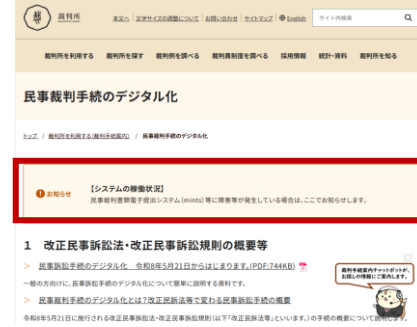 裁判所
本文へ 文字サイズの調整について お問い合わせ サイトマップ English サイト内検索
裁判所を利用する 裁判所を探す 裁判例を調べる 裁判員制度を調べる 採用情報 統計・資料 裁判所を知る
民事裁判手続のデジタル化
トップ / 裁判所を利用する(裁判手続案内) / 民事裁判手続のデジタル化
【システムの稼働状況】
お知らせ
民事裁判書類電子提出システム(mints)等に障害等が発生している場合は、ここでお知らせします。
1 改正民事訴訟法・改正民事訴訟規則の概要等
> 民事訴訟手続のデジタル化 令和8年5月21日からはじまります。(PDF:744KB)
一般の方向けに、民事訴訟手続のデジタル化について簡単に説明する資料です。
裁判手続案内チャットボットが、
お探しの情報にご案内します。
> 民事裁判手続のデジタル化とは?改正民訴法等で変わる民事訴訟手続の概要
令和8年5月21日に施行される改正民事訴訟法・改正民事訴訟規則(以下「改正民訴法等」といいます。)の手続の概要について説明しま